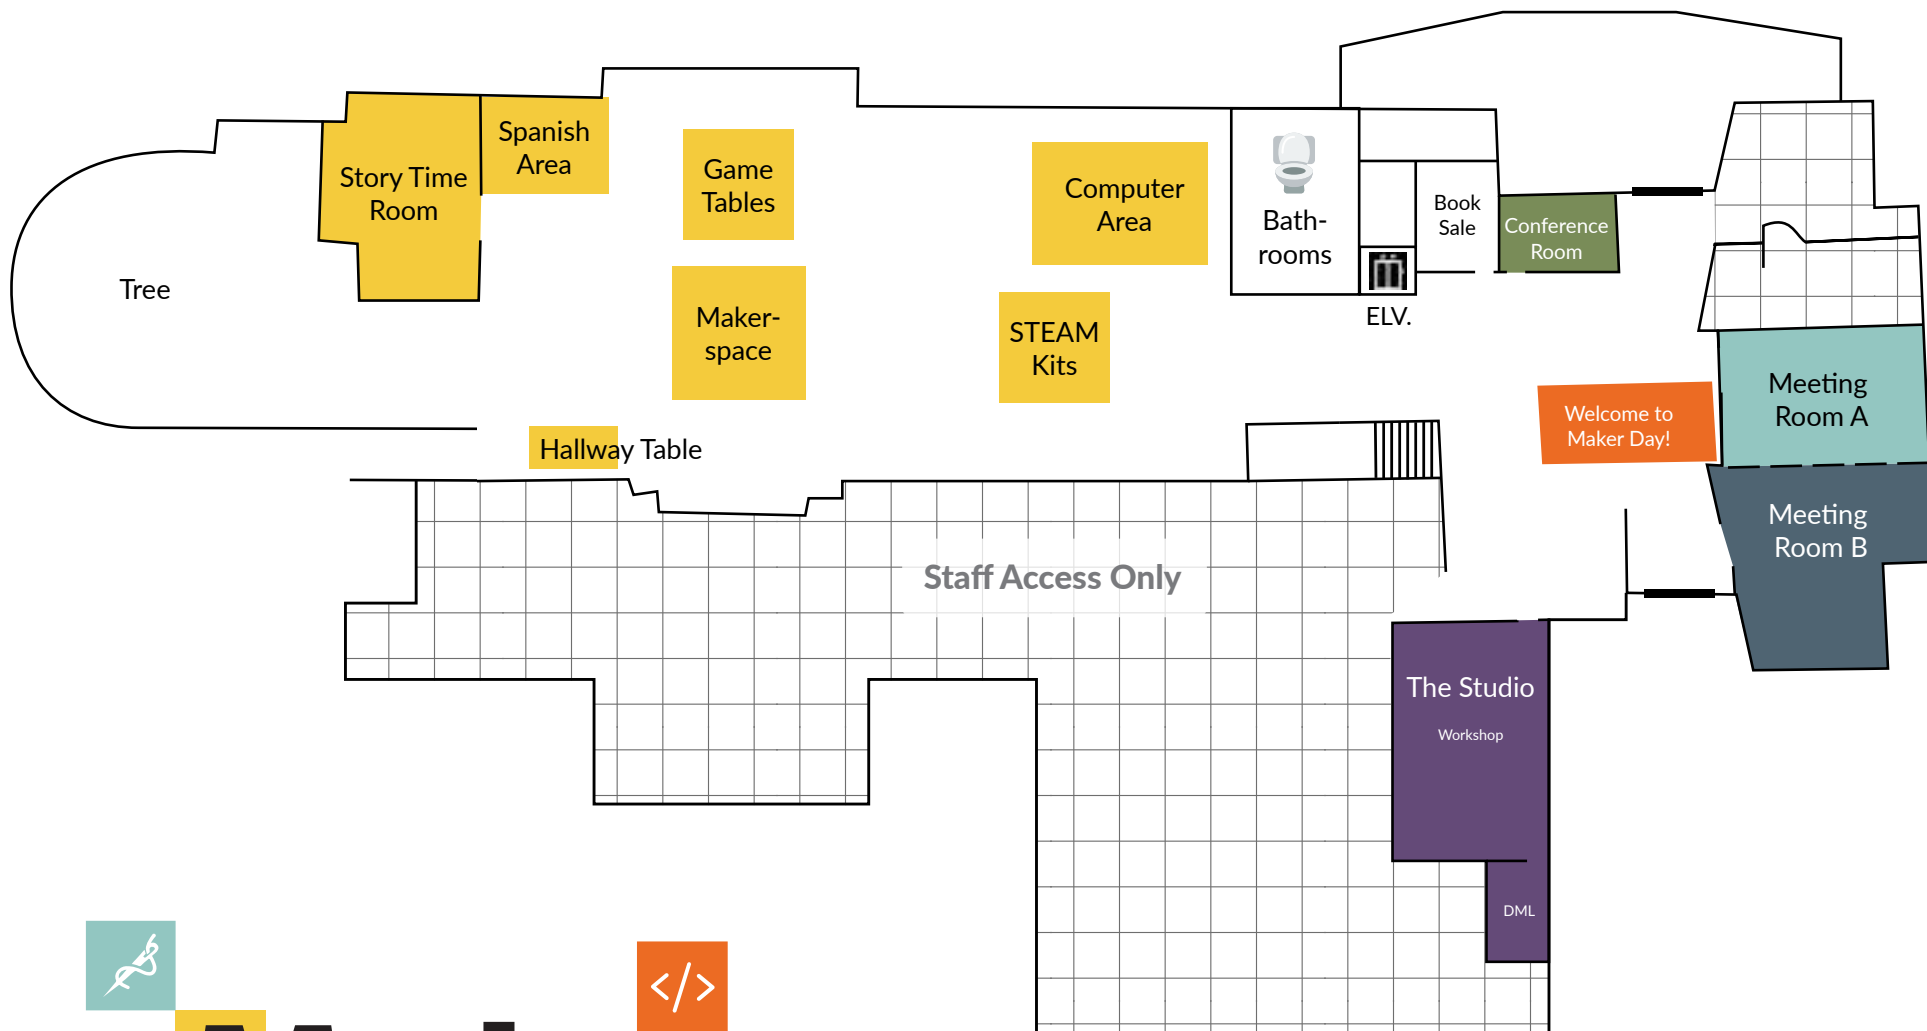 Spanish
Area
Story Time
Room
Game
Tables
Computer
Area
Bath-
rooms
Book
Sale
Conference
Room
Tree
Maker-
space
STEAM
Kits
ELV.
Meeting
Room A
Welcome to
Maker Day!
Hallway Table
Meeting
Room B
Staff Access Only
The Studio
Workshop
DML
</>